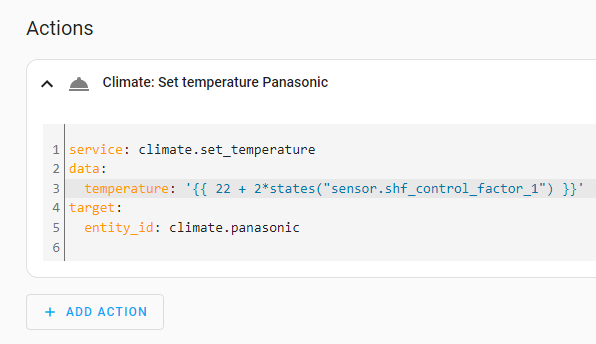 Actions
Climate: Set temperature Panasonic
1 service: climate.set_temperature
2 data:
3   temperature: '{{ 22 + 2*states("sensor.shf_control_factor_1") }}'
4 target:
5   entity_id: climate.panasonic
6
+ ADD ACTION